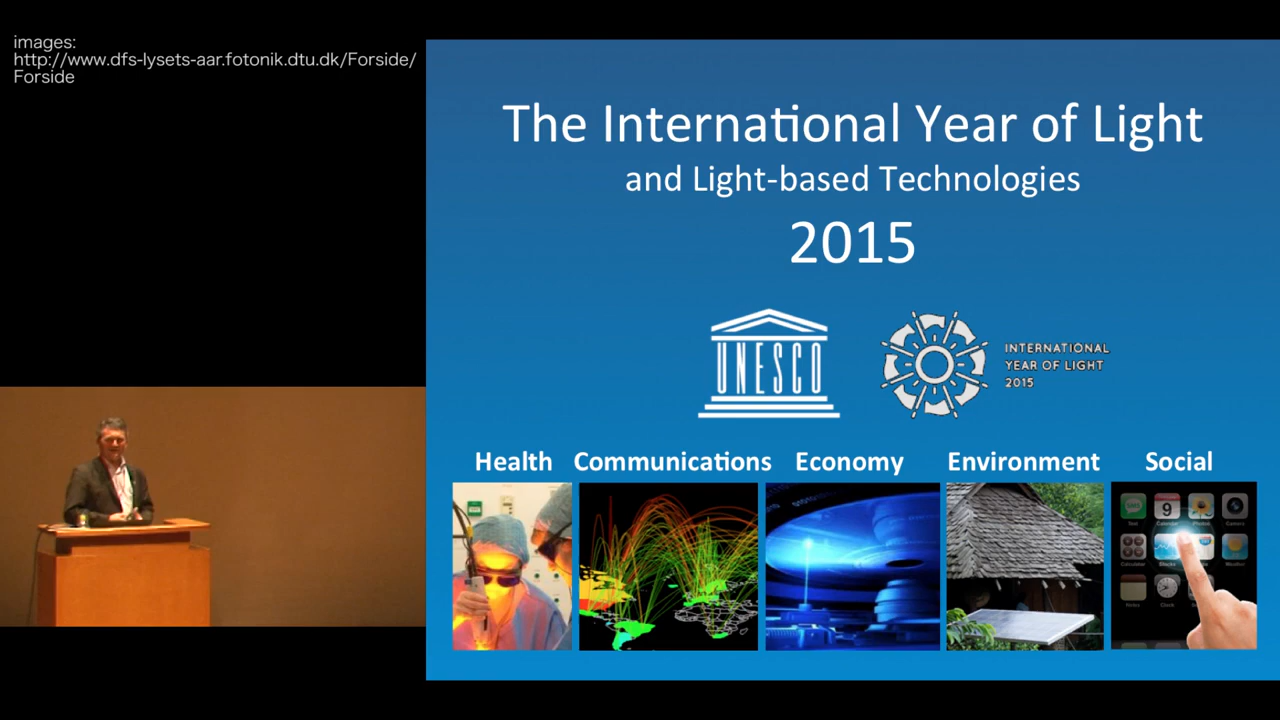 images:
http://www.dfs-lysets-aar.fotonik.dtu.dk/Forside/
Forside
The International Year of Light
and Light-based Technologies
2015
UNESCO
INTERNATIONAL
YEAR OF LIGHT
2015
Health Communications Economy Environment Social
9